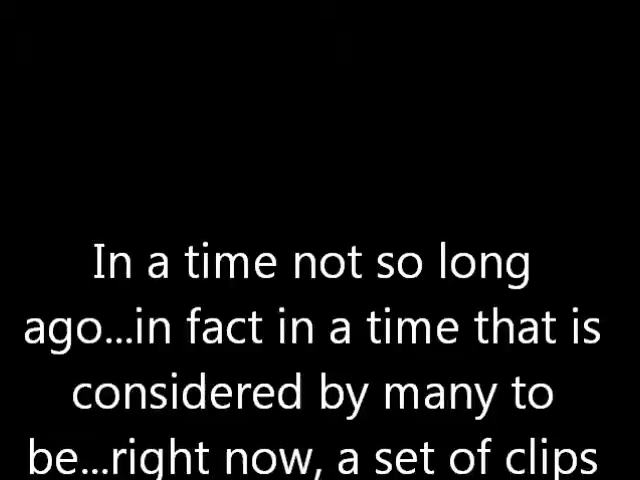 In a time not so long
ago...in fact in a time that is
considered by many to
be...right now, a set of clips